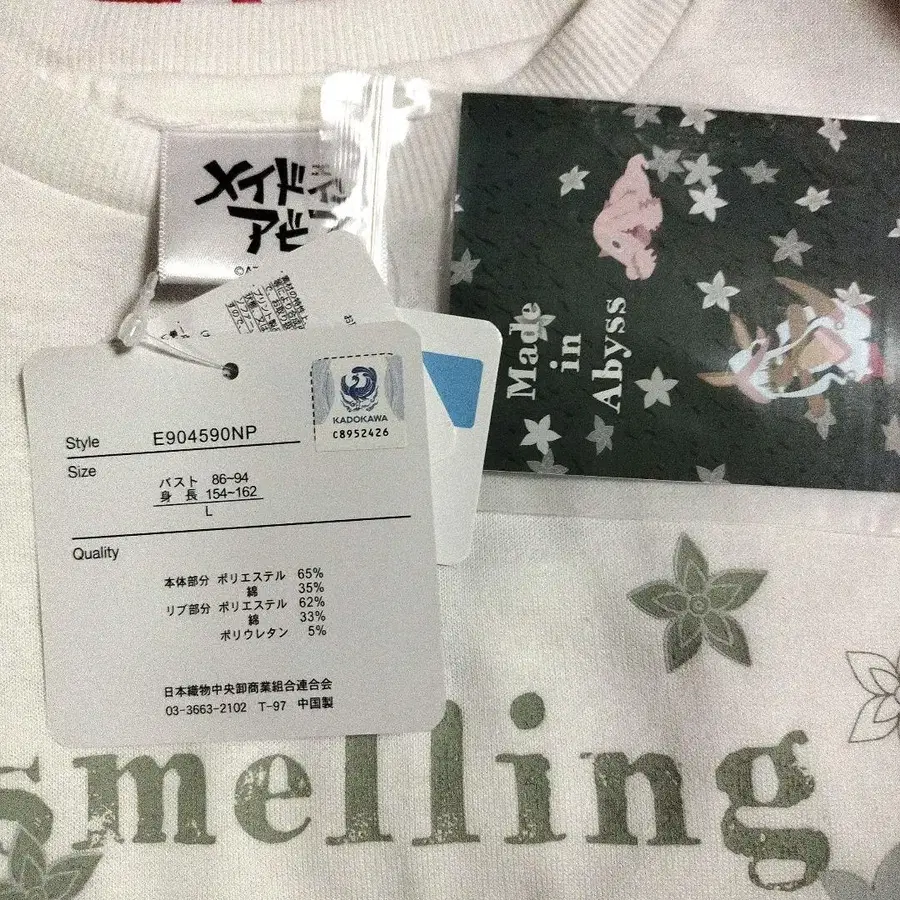 メイドイン
アビス
Made
in
Abyss
KADOKAWA
C8952426
Style E904590NP
Size
バスト 86~94
身 長 154~162
L
Quality
本体部分 ポリエステル 65%
綿 35%
リブ部分 ポリエステル 62%
綿 33%
ポリウレタン 5%
日本織物中央卸商業組合連合会
03-3663-2102 T-97 中国製
smelling